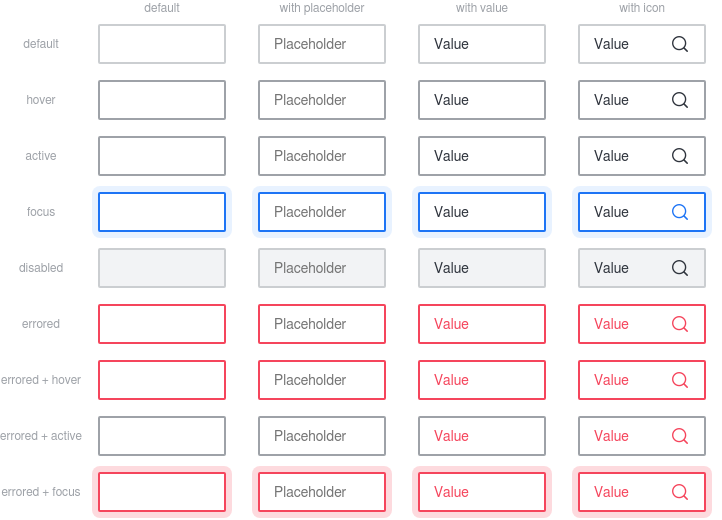 default with placeholder with value with icon
default Placeholder Value Value
hover Placeholder Value Value
active Placeholder Value Value
focus Placeholder Value Value
disabled Placeholder Value Value
errored Placeholder Value Value
errored + hover Placeholder Value Value
errored + active Placeholder Value Value
errored + focus Placeholder Value Value